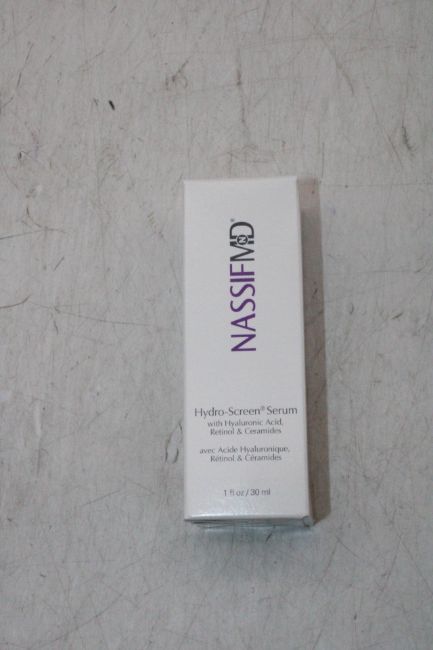 NASSIFMD®
Hydro-Screen® Serum
with Hyaluronic Acid,
Retinol & Ceramides
avec Acide Hyaluronique,
Rétinol & Céramides
1 fl oz / 30 ml